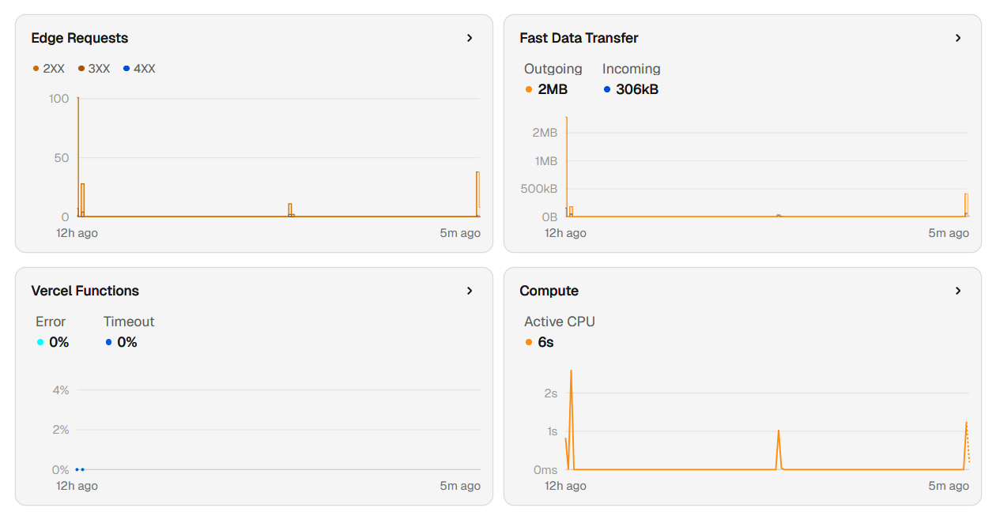 Edge Requests
2XX 3XX 4XX
100
50
0
12h ago 5m ago
Fast Data Transfer
Outgoing Incoming
2MB 306kB
2MB
1MB
500kB
0B
12h ago 5m ago
Vercel Functions
Error Timeout
0% 0%
4%
2%
0%
12h ago 5m ago
Compute
Active CPU
6s
2s
1s
0ms
12h ago 5m ago